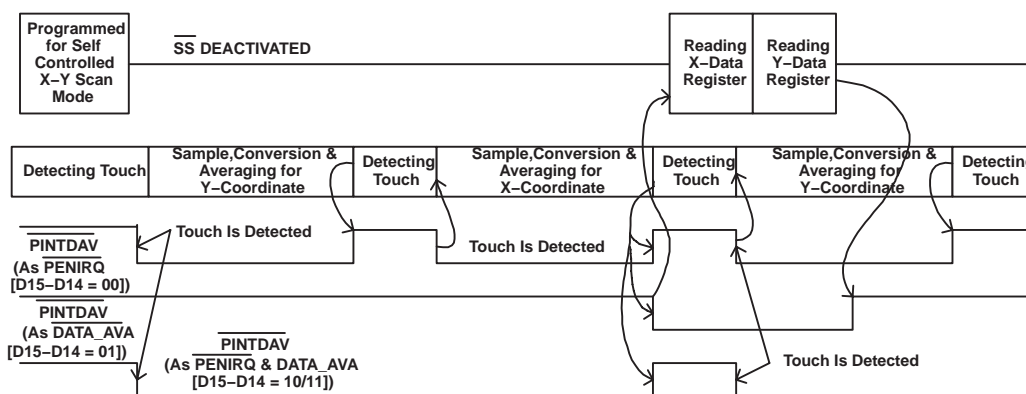 Programmed
for Self
Controlled
X–Y Scan
Mode
SS DEACTIVATED
Reading
X–Data
Register
Reading
Y–Data
Register
Detecting Touch
Sample,Conversion &
Averaging for
Y–Coordinate
Detecting
Touch
Sample,Conversion &
Averaging for
X–Coordinate
Detecting
Touch
Sample,Conversion &
Averaging for
Y–Coordinate
Detecting
Touch
PINTDAV
(As PENIRQ
[D15–D14 = 00])
Touch Is Detected
Touch Is Detected
PINTDAV
(As DATA_AVA
[D15–D14 = 01])
PINTDAV
(As PENIRQ & DATA_AVA
[D15–D14 = 10/11])
Touch Is Detected